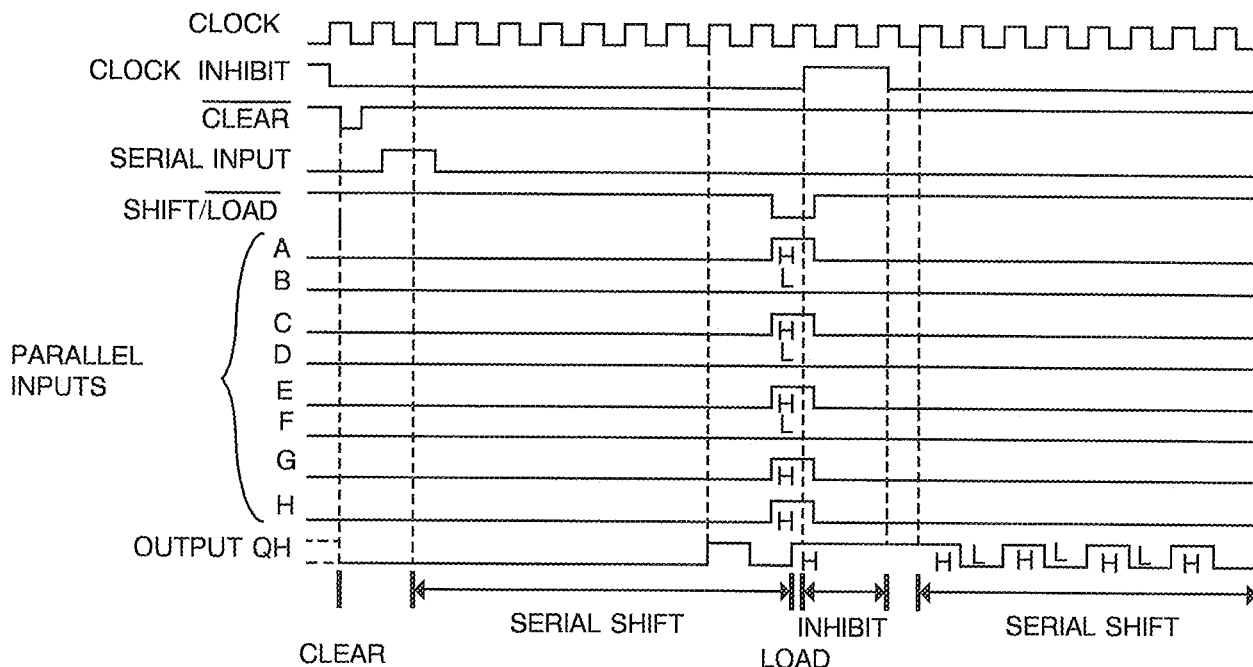 CLOCK
CLOCK INHIBIT
CLEAR
SERIAL INPUT
SHIFT/LOAD
PARALLEL
INPUTS
A
H
B
L
C
H
D
L
E
H
F
L
G
H
H
H
OUTPUT QH
H
H L H L H L H
SERIAL SHIFT
INHIBIT
SERIAL SHIFT
CLEAR
LOAD